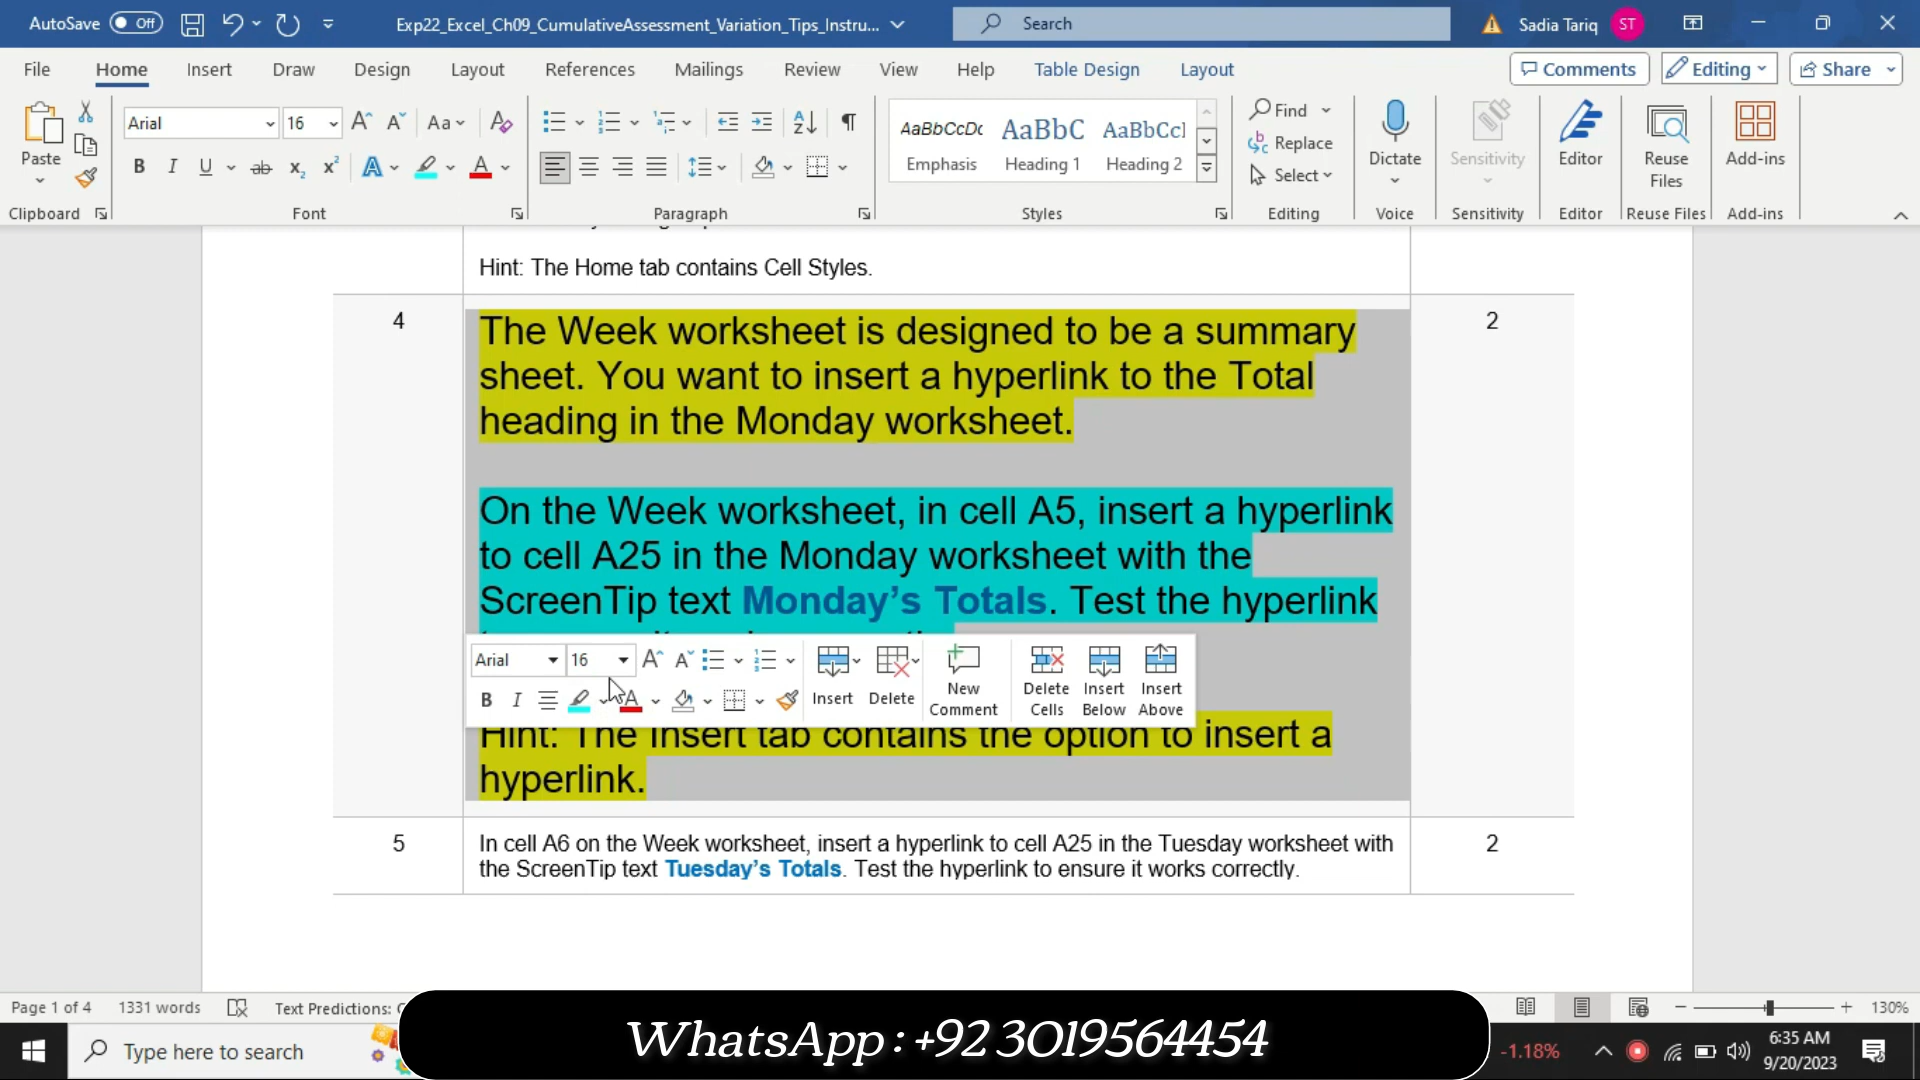 AutoSave Off Exp22_Excel_Ch09_CumulativeAssessment_Variation_Tips_Instru... Search Sadia Tariq ST
File Home Insert Draw Design Layout References Mailings Review View Help Table Design Layout Comments Editing Share
Paste Arial 16 Aa AaBbCcDc AaBbC AaBbCcl Find Replace Select Dictate Sensitivity Editor Reuse Files Add-ins
Emphasis Heading 1 Heading 2
Clipboard Font Paragraph Styles Editing Voice Sensitivity Editor Reuse Files Add-ins
Hint: The Home tab contains Cell Styles.
4 The Week worksheet is designed to be a summary 2
sheet. You want to insert a hyperlink to the Total
heading in the Monday worksheet.
On the Week worksheet, in cell A5, insert a hyperlink
to cell A25 in the Monday worksheet with the
ScreenTip text Monday's Totals. Test the hyperlink
Arial 16 Insert Delete New Comment Delete Cells Insert Below Insert Above
Hint: The Insert tab contains the option to insert a
hyperlink.
5 In cell A6 on the Week worksheet, insert a hyperlink to cell A25 in the Tuesday worksheet with 2
the ScreenTip text Tuesday's Totals. Test the hyperlink to ensure it works correctly.
Page 1 of 4 1331 words Text Predictions: 130%
WhatsApp : +92 3019564454
Type here to search -1.18% 6:35 AM
9/20/2023